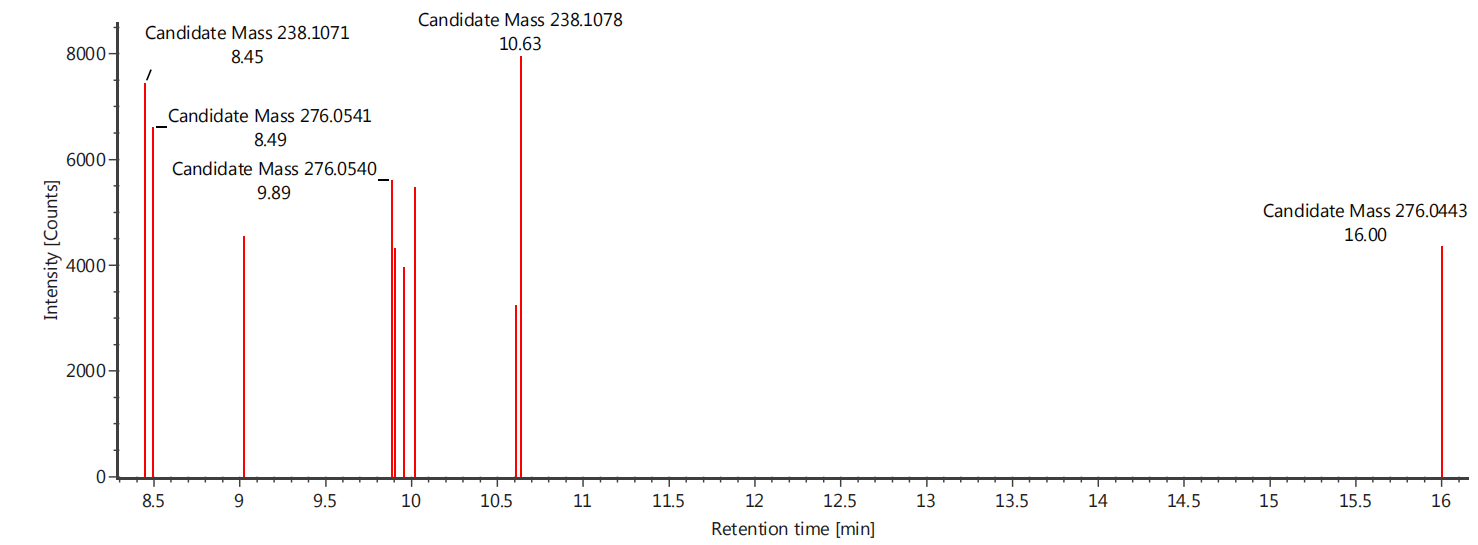 Candidate Mass 238.1078
10.63
Candidate Mass 238.1071
8.45
8000
Candidate Mass 276.0541
8.49
6000
Candidate Mass 276.0540
9.89
Candidate Mass 276.0443
16.00
4000
2000
0
Intensity [Counts]
8.5 9 9.5 10 10.5 11 11.5 12 12.5 13 13.5 14 14.5 15 15.5 16
Retention time [min]